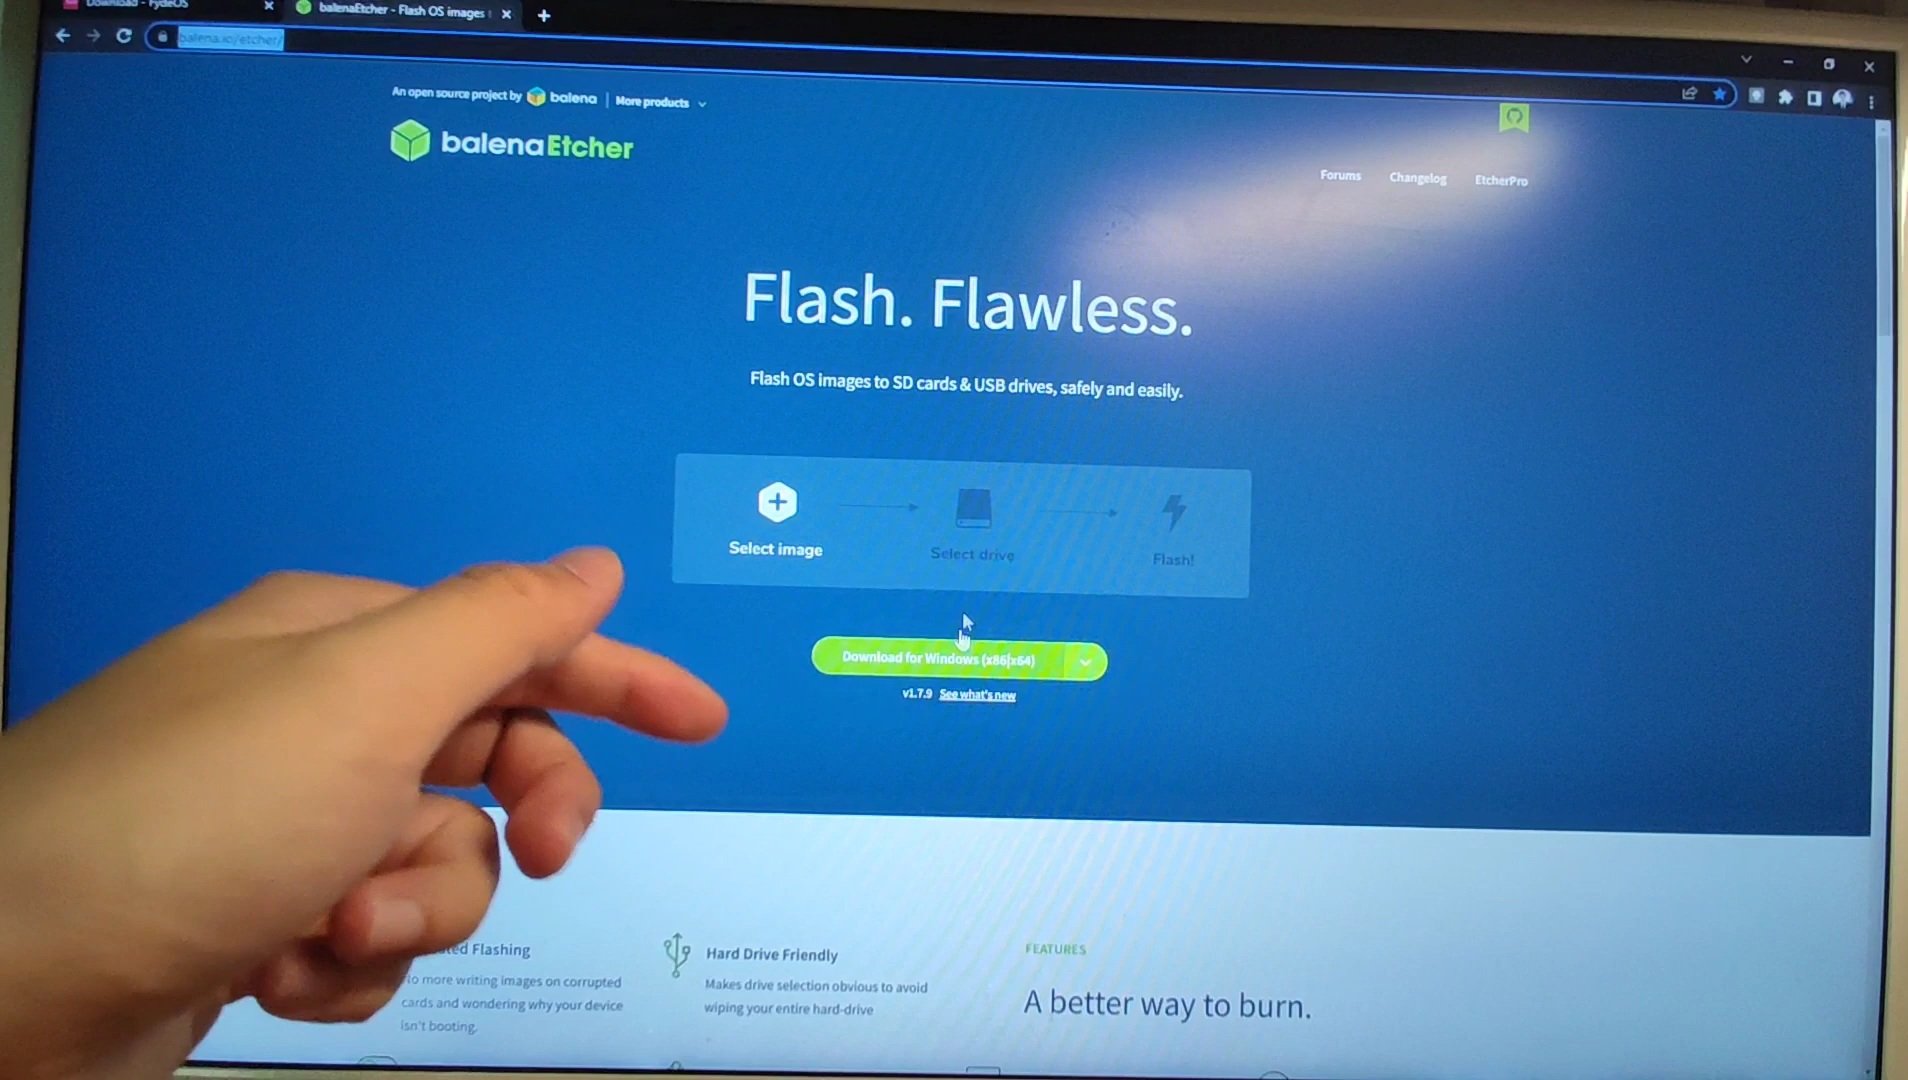 Download - FydeOS
balenaEtcher - Flash OS images
balena.io/etcher/
An open source project by balena | More products
balenaEtcher
Forums Changelog EtcherPro
Flash. Flawless.
Flash OS images to SD cards & USB drives, safely and easily.
Select image Select drive Flash!
Download for Windows (x86|x64)
v1.7.9 See what's new
Flashing
No more writing images on corrupted
cards and wondering why your device
isn't booting.
Hard Drive Friendly
Makes drive selection obvious to avoid
wiping your entire hard-drive
FEATURES
A better way to burn.